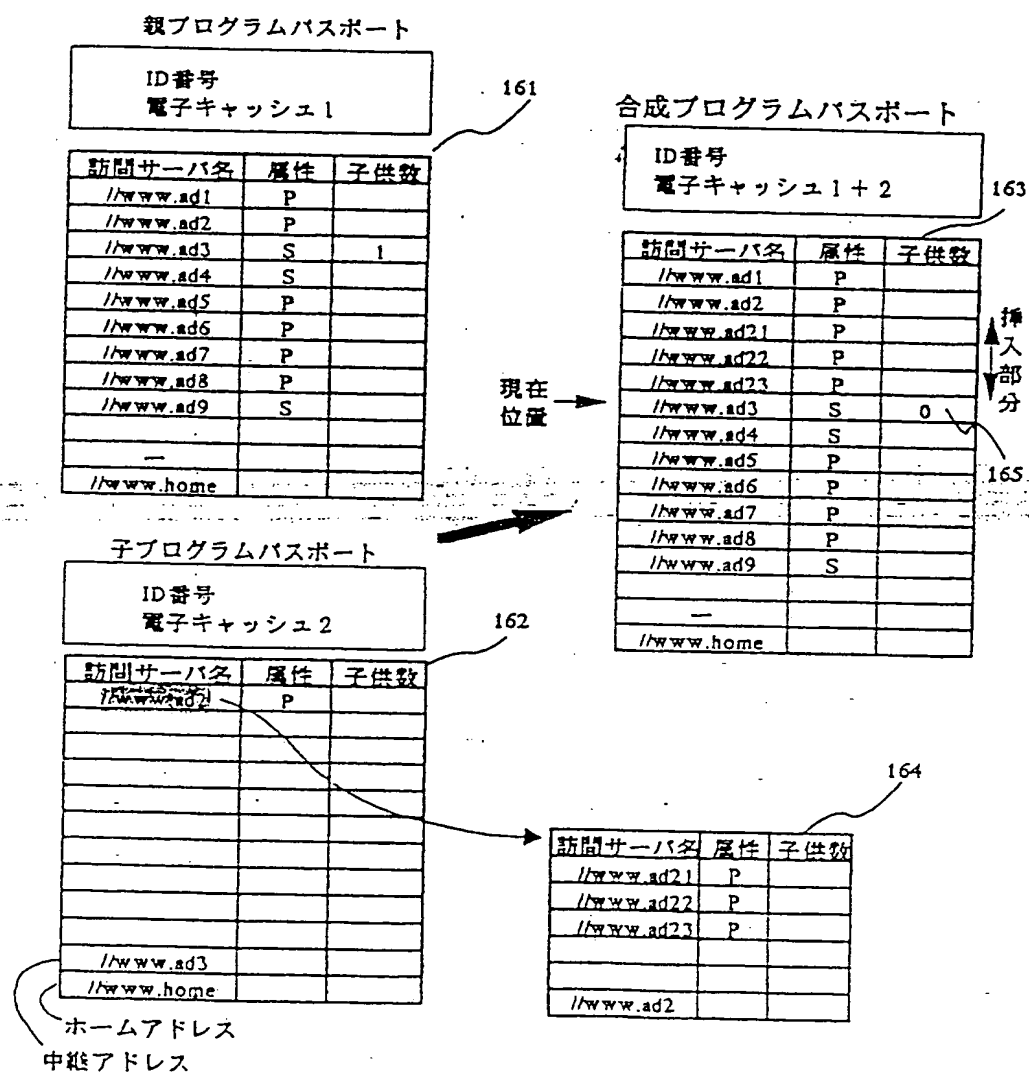 親プログラムパスポート
ID番号
電子キャッシュ1
161
訪問サーバ名 属性 子供数
//www.ad1 P
//www.ad2 P
//www.ad3 S 1
//www.ad4 S
//www.ad5 P
//www.ad6 P
//www.ad7 P
//www.ad8 P
//www.ad9 S
—
//www.home
合成プログラムパスポート
ID番号
電子キャッシュ1+2
163
訪問サーバ名 属性 子供数
//www.ad1 P
//www.ad2 P
//www.ad21 P
//www.ad22 P
//www.ad23 P
//www.ad3 S 0
//www.ad4 S
//www.ad5 P
//www.ad6 P
//www.ad7 P
//www.ad8 P
//www.ad9 S
—
//www.home
挿入部分
現在
位置
165
子プログラムパスポート
ID番号
電子キャッシュ2
162
訪問サーバ名 属性 子供数
//www.ad2 P
//www.ad3
//www.home
ホームアドレス
中継アドレス
164
訪問サーバ名 属性 子供数
//www.ad21 P
//www.ad22 P
//www.ad23 P
//www.ad2